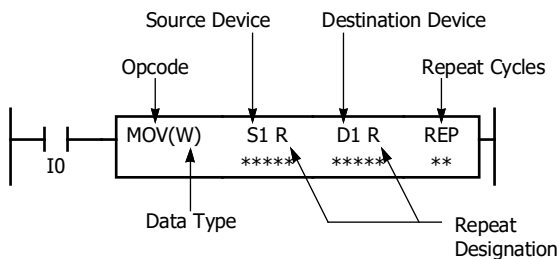 Source Device
Destination Device
Opcode
Repeat Cycles
MOV(W) S1 R D1 R REP
***** ***** **
I0
Data Type
Repeat
Designation